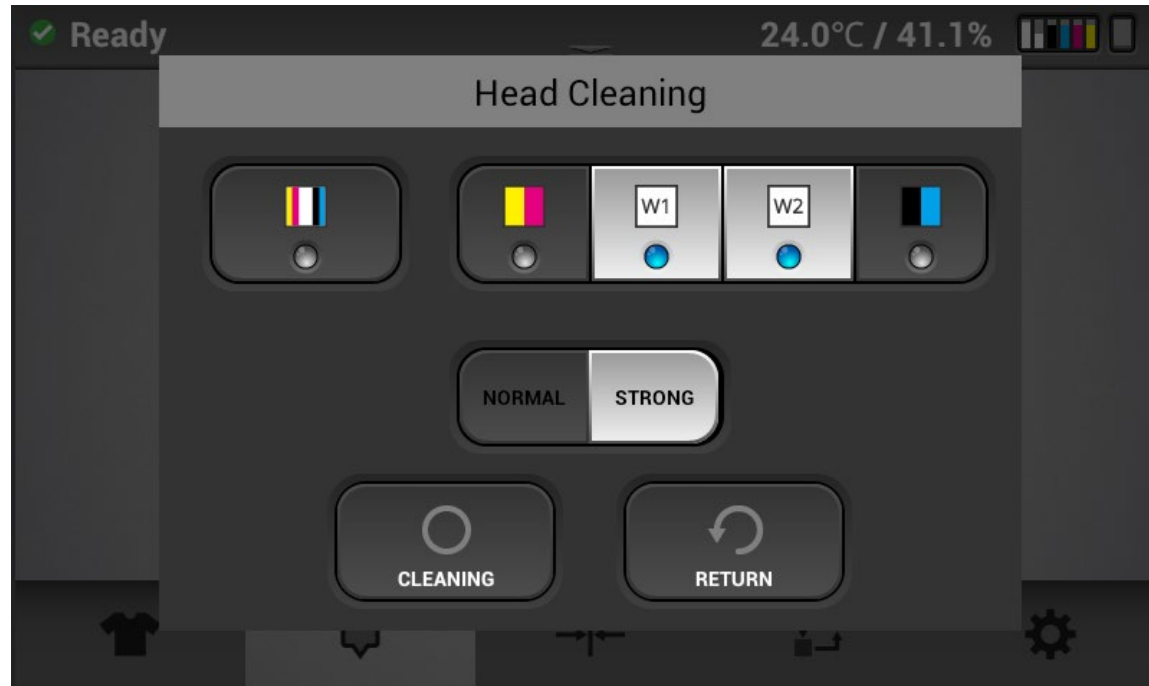 Ready 24.0°C / 41.1%
Head Cleaning
W1 W2
NORMAL STRONG
CLEANING RETURN